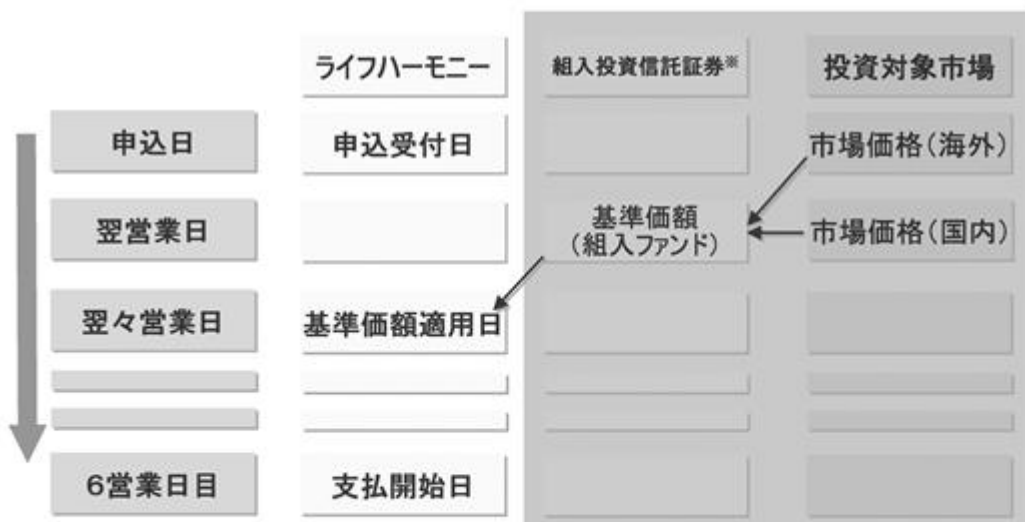 ライフハーモニー
組入投資信託証券※
投資対象市場
申込日
申込受付日
市場価格(海外)
翌営業日
基準価額
(組入ファンド)
市場価格(国内)
翌々営業日
基準価額適用日
6営業日目
支払開始日